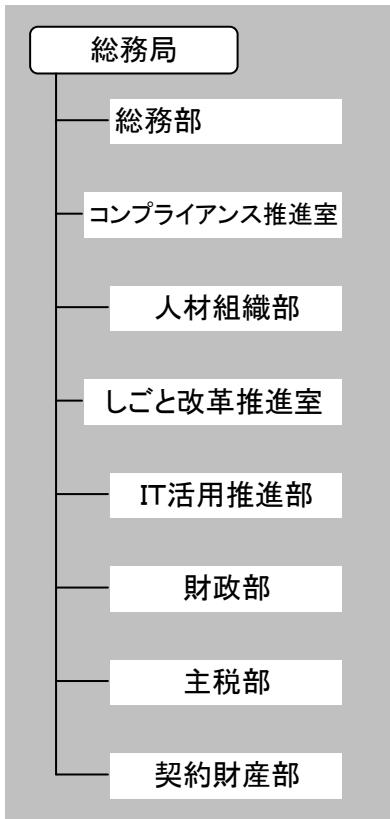 総務局
総務部
コンプライアンス推進室
人材組織部
しごと改革推進室
IT活用推進部
財政部
主税部
契約財産部